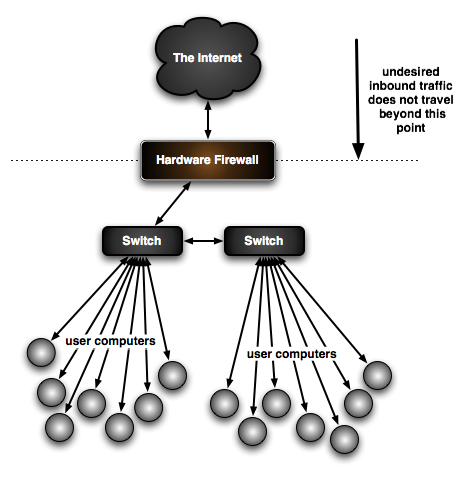 The Internet
undesired
inbound traffic
does not travel
beyond this
point
Hardware Firewall
Switch
Switch
user computers
user computers